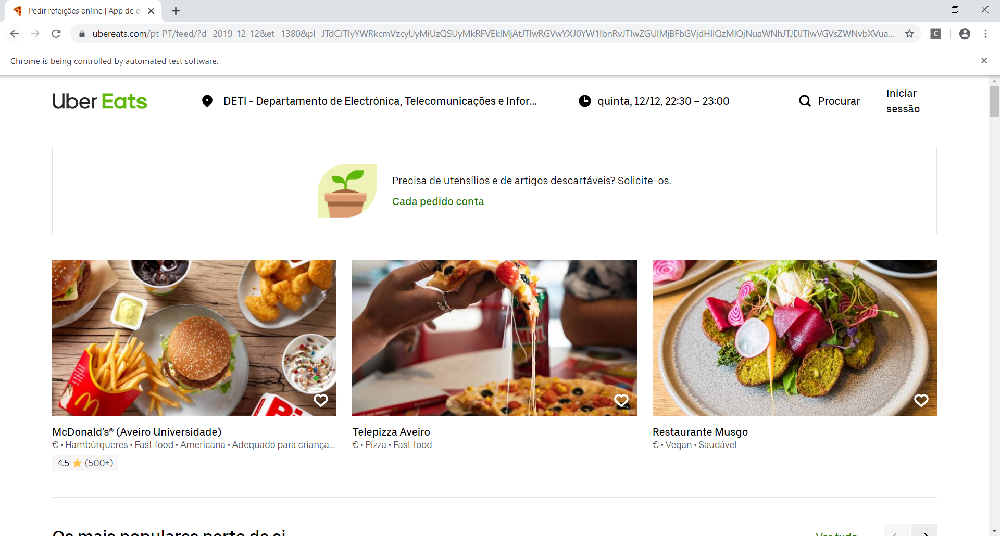 Pedir refeições online | App de en
ubereats.com/pt-PT/feed/?d=2019-12-12&et=1380&pl=JTdCJTIyYWRkcmVzcyUyMiUzQSUyMkRFVEklMjAtJTIwRGVwYXJ0YW1lbnRvJTIwZGUlMjBFbGVjdHIlQzMlQjNuaWNhJTJDJTIwVGVsZWNvbXVua...
C
Chrome is being controlled by automated test software.
Uber Eats
DETI - Departamento de Electrónica, Telecomunicações e Infor...
quinta, 12/12, 22:30 – 23:00
Procurar
Iniciar
sessão
Precisa de utensílios e de artigos descartáveis? Solicite-os.
Cada pedido conta
McDonald's® (Aveiro Universidade)
€ • Hambúrgueres • Fast food • Americana • Adequado para criança...
4.5 (500+)
Telepizza Aveiro
€ • Pizza • Fast food
Restaurante Musgo
€ • Vegan • Saudável
Os mais populares perto de si
Ver tudo